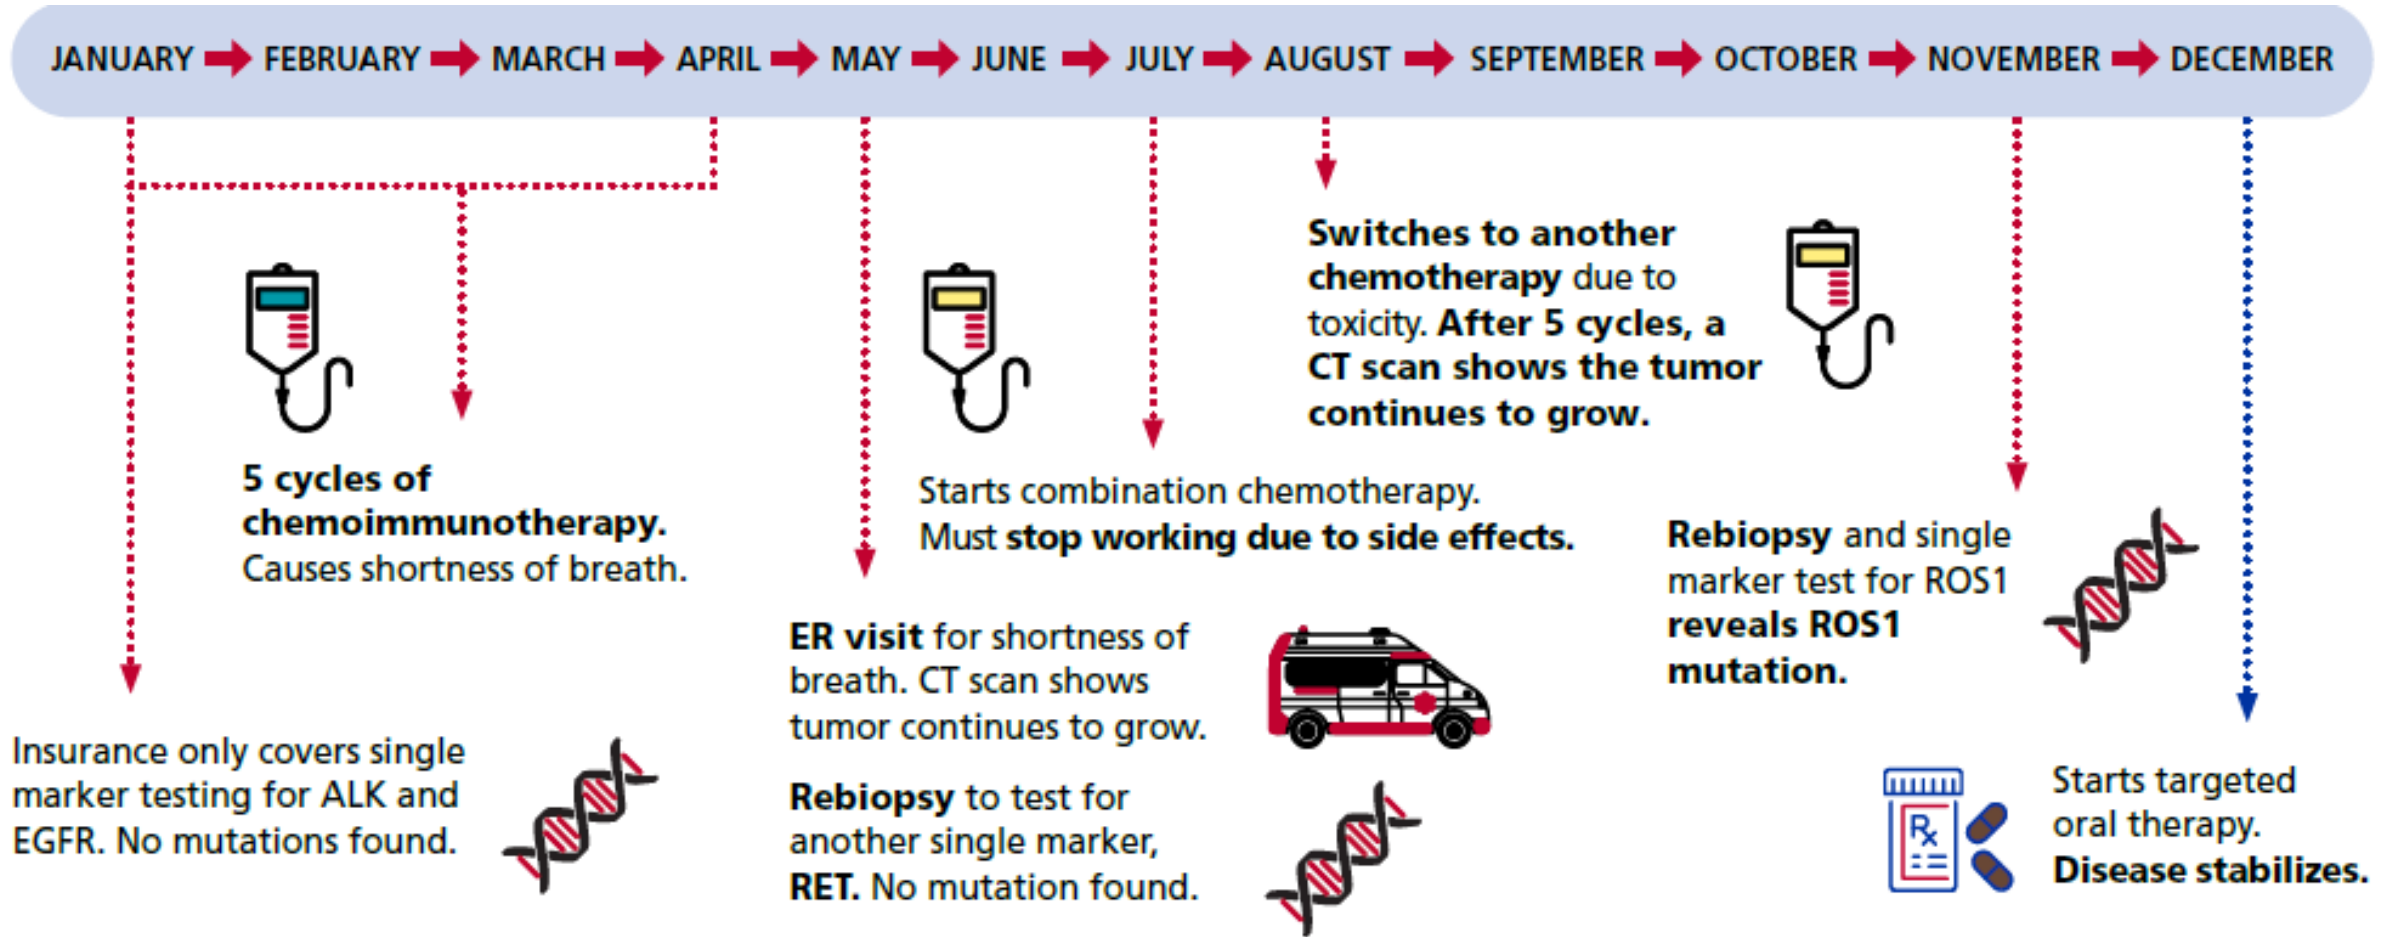 JANUARY FEBRUARY MARCH APRIL MAY JUNE JULY AUGUST SEPTEMBER OCTOBER NOVEMBER DECEMBER
Insurance only covers single
marker testing for ALK and
EGFR. No mutations found.
5 cycles of
chemoimmunotherapy.
Causes shortness of breath.
ER visit for shortness of
breath. CT scan shows
tumor continues to grow.
Rebiopsy to test for
another single marker,
RET. No mutation found.
Starts combination chemotherapy.
Must stop working due to side effects.
Switches to another
chemotherapy due to
toxicity. After 5 cycles, a
CT scan shows the tumor
continues to grow.
Rebiopsy and single
marker test for ROS1
reveals ROS1
mutation.
Rx
Starts targeted
oral therapy.
Disease stabilizes.